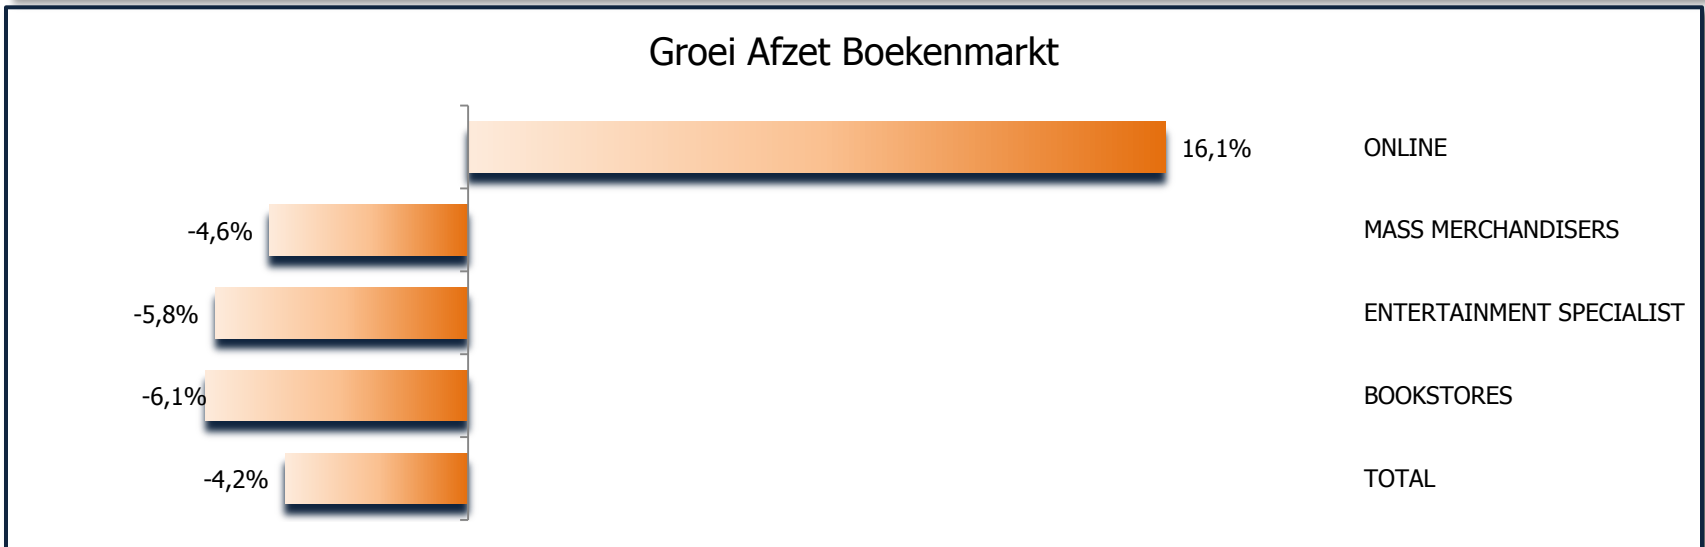 Groei Afzet Boekenmarkt
16,1% ONLINE
-4,6% MASS MERCHANDISERS
-5,8% ENTERTAINMENT SPECIALIST
-6,1% BOOKSTORES
-4,2% TOTAL